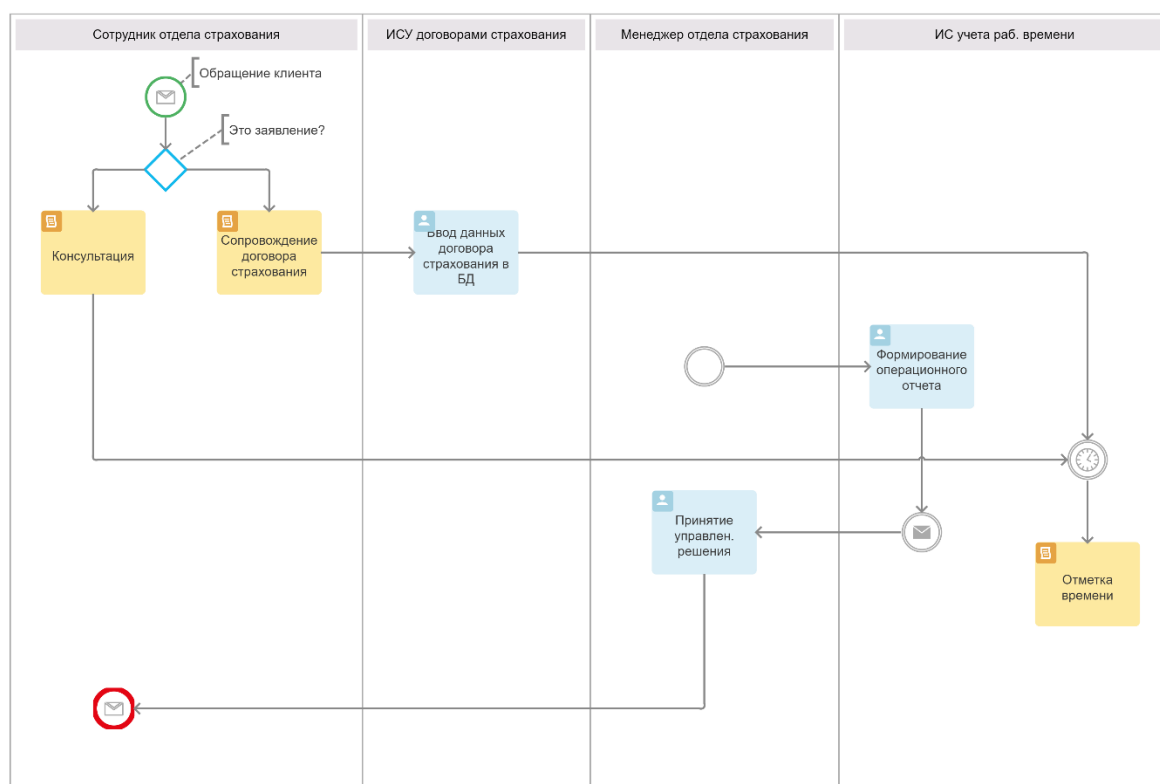 Сотрудник отдела страхования
ИСУ договорами страхования
Менеджер отдела страхования
ИС учета раб. времени
Обращение клиента
Это заявление?
Консультация
Сопровождение
договора
страхования
Ввод данных
договора
страхования в
БД
Формирование
операционного
отчета
Принятие
управлен.
решения
Отметка
времени